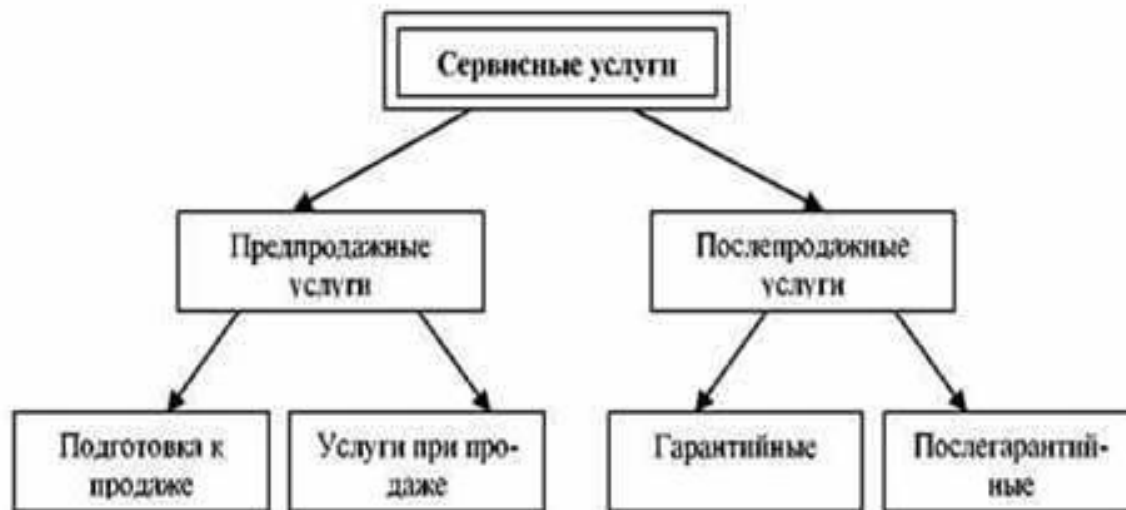 Сервисные услуги
Предпродажные
услуги
Послепродажные
услуги
Подготовка к
продаже
Услуги при про-
даже
Гарантийные
Послегарантий-
ные